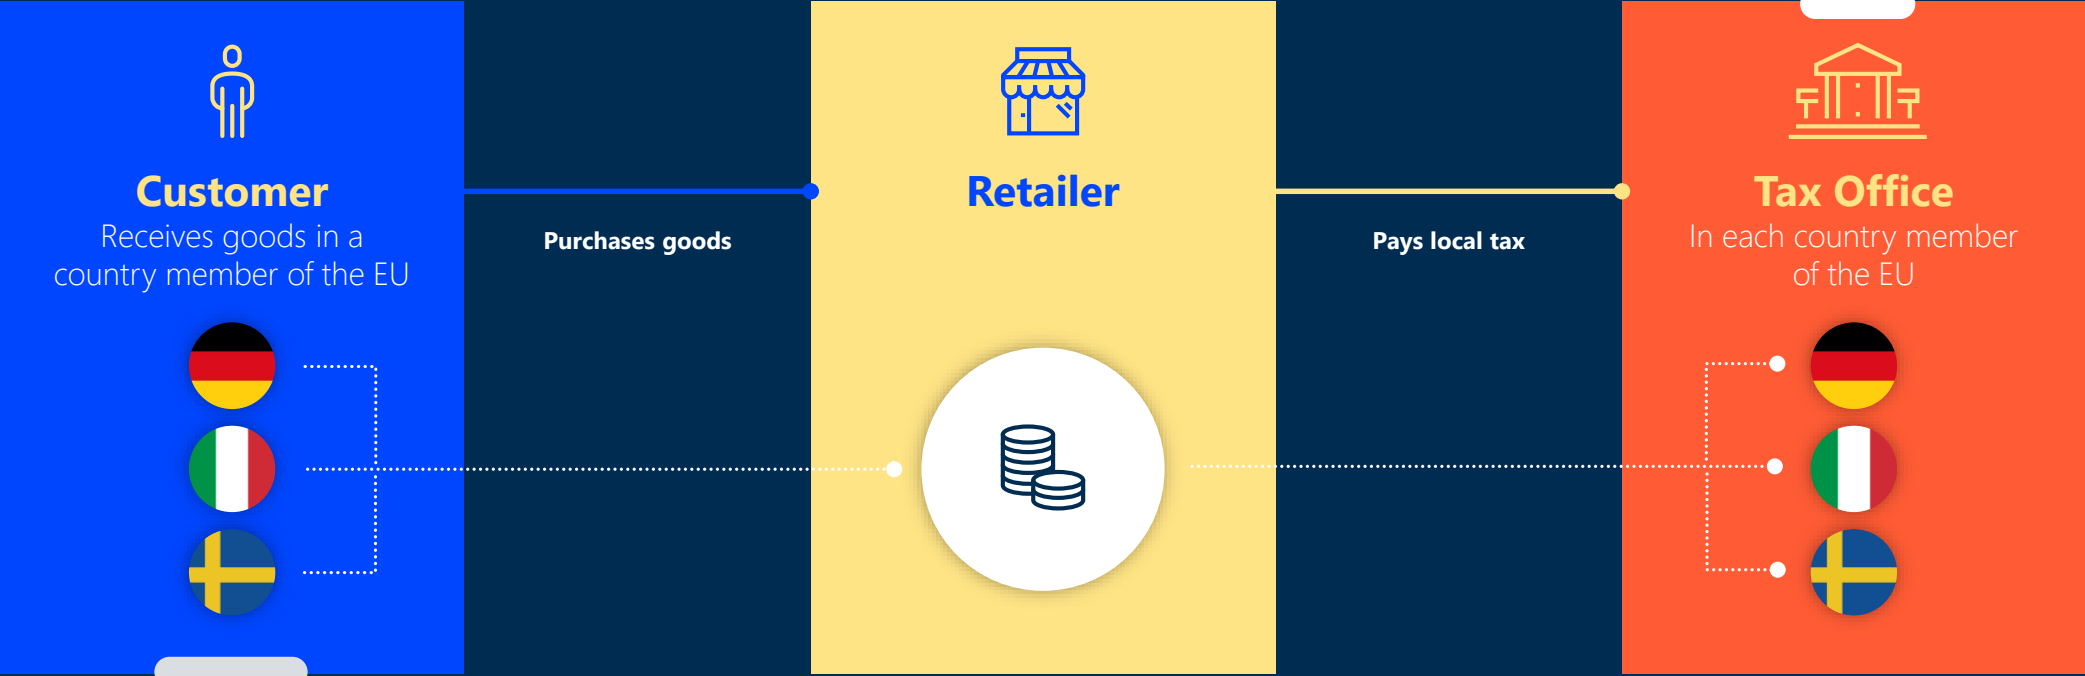 Customer
Receives goods in a
country member of the EU
Purchases goods
Retailer
Pays local tax
Tax Office
In each country member
of the EU